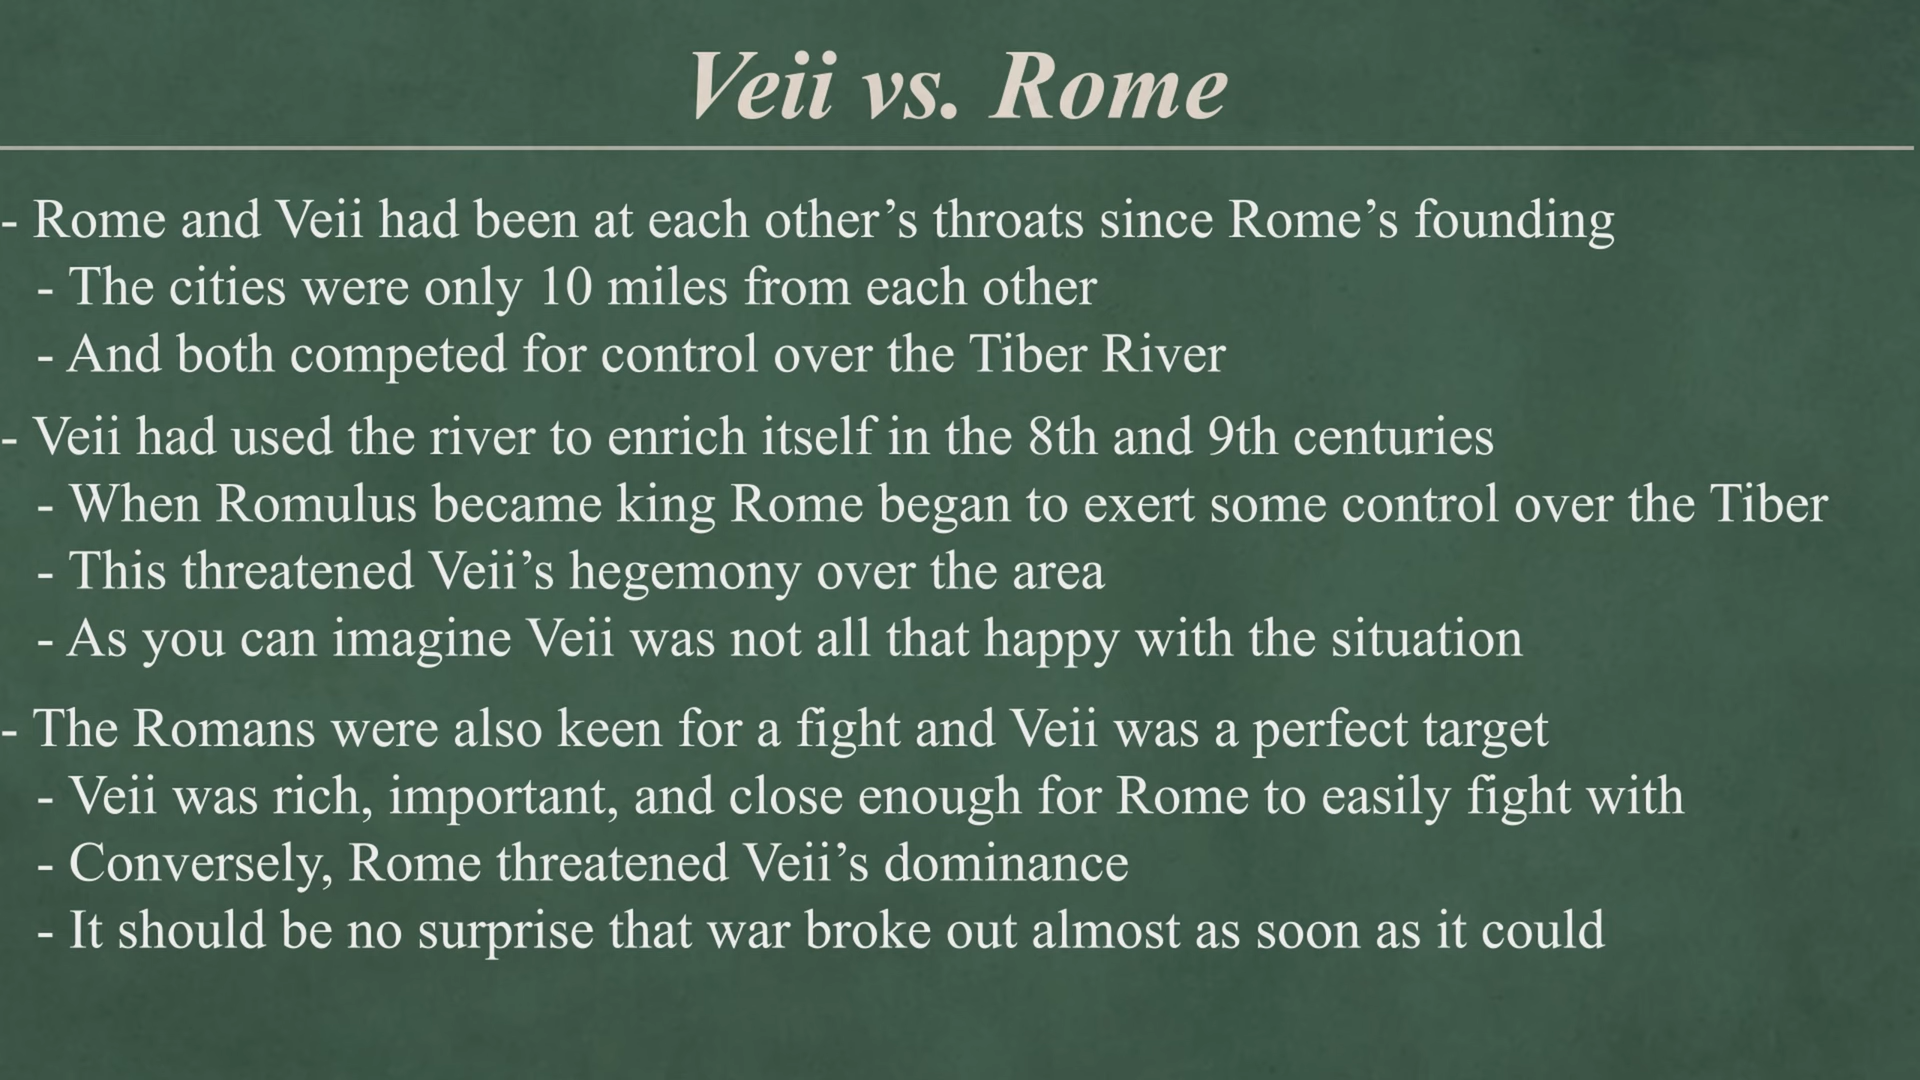 Veii vs. Rome
- Rome and Veii had been at each other’s throats since Rome’s founding
- The cities were only 10 miles from each other
- And both competed for control over the Tiber River
- Veii had used the river to enrich itself in the 8th and 9th centuries
- When Romulus became king Rome began to exert some control over the Tiber
- This threatened Veii’s hegemony over the area
- As you can imagine Veii was not all that happy with the situation
- The Romans were also keen for a fight and Veii was a perfect target
- Veii was rich, important, and close enough for Rome to easily fight with
- Conversely, Rome threatened Veii’s dominance
- It should be no surprise that war broke out almost as soon as it could